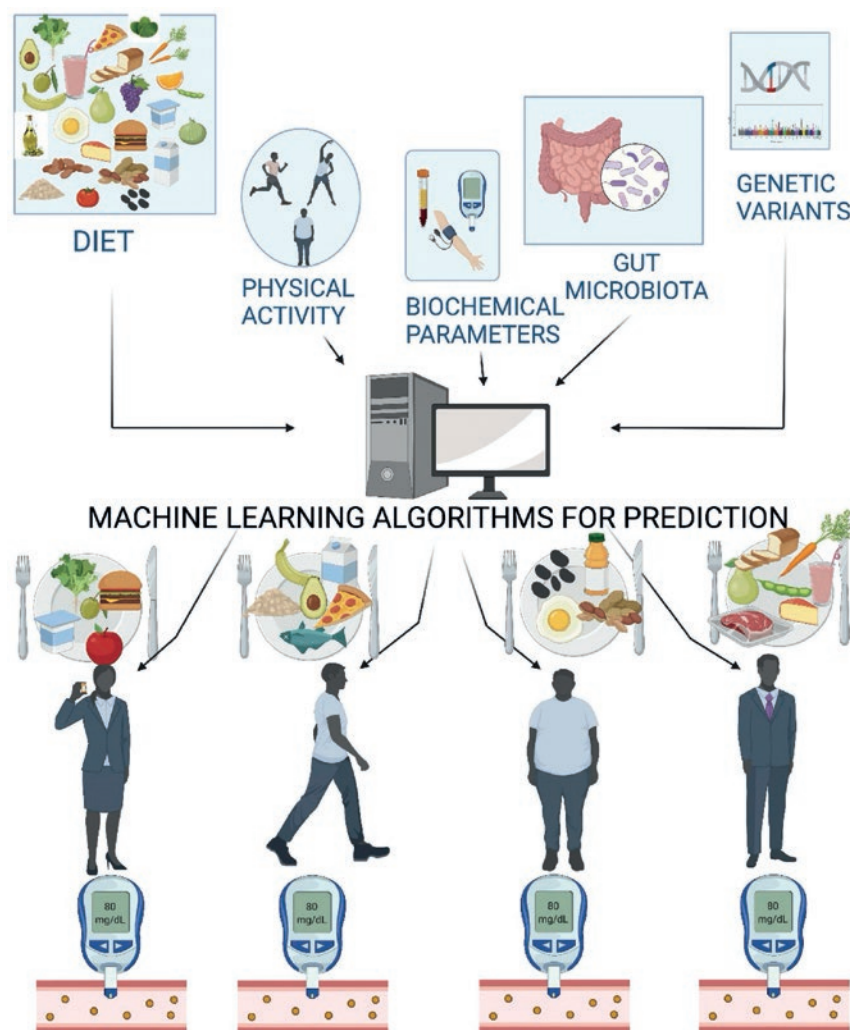 DIET
PHYSICAL
ACTIVITY
BIOCHEMICAL
PARAMETERS
GUT
MICROBIOTA
GENETIC
VARIANTS
MACHINE LEARNING ALGORITHMS FOR PREDICTION
80
mg/dL
80
mg/dL
80
mg/dL
80
mg/dL